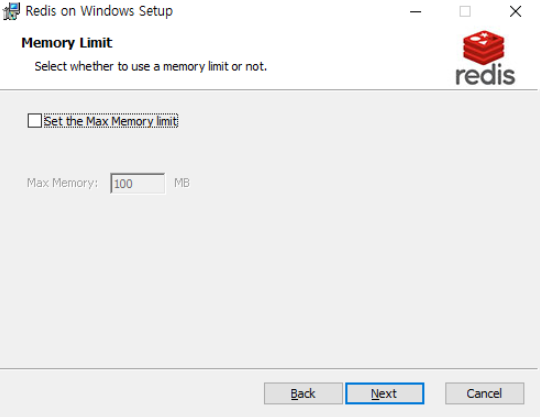 Redis on Windows Setup
Memory Limit
Select whether to use a memory limit or not.
redis
Set the Max Memory limit
Max Memory: 100 MB
Back Next Cancel